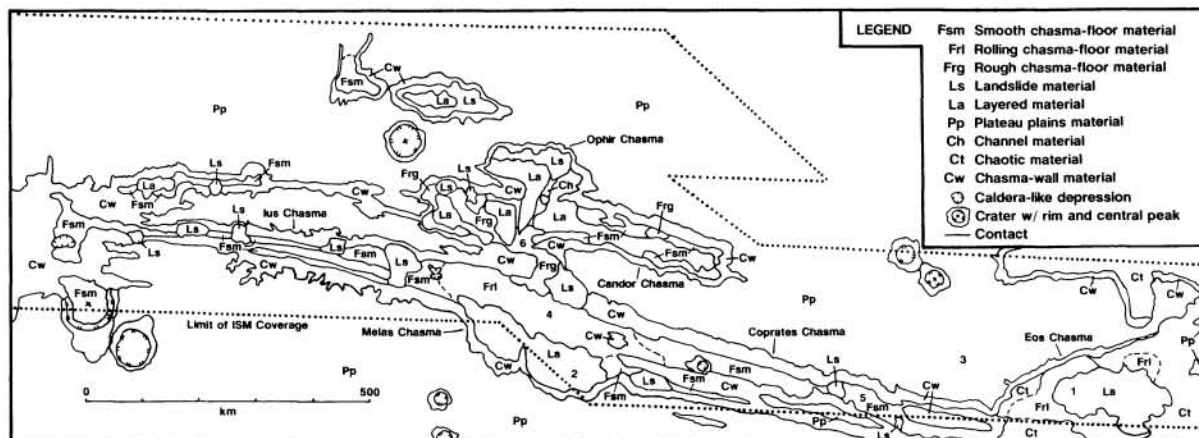 LEGEND
Fsm Smooth chasma-floor material
Frl Rolling chasma-floor material
Frg Rough chasma-floor material
Ls Landslide material
La Layered material
Pp Plateau plains material
Ch Channel material
Ct Chaotic material
Cw Chasma-wall material
Caldera-like depression
Crater w/ rim and central peak
Contact
Cw
Fsm
La Ls
Pp
Pp
Ophir Chasma
Ls Fsm
Ls Ls
Frg Ls Cw La Ch
La
Cw
Fsm
Cw
La Frg La La
Frg
Ls
Ius Chasma
Fsm
Ls
Fsm
Ls
Ls
Fsm
6
Cw
Fsm
Fsm
Cw
Cw
Cw
Cw
Frg
Ls
Fsm
Frl
Candor Chasma
Cw
Ct
Cw
Fsm
Limit of ISM Coverage
Melas Chasma
4
Cw
Pp
Coprates Chasma
Eos Chasma
Pp
Cw
La
2
Fsm
Ls
3
Frl
Cw
Ls
Fsm
Cw
Cw
Ct
1
La
0 500
km
Pp
Fsm
5
Fsm
Frl
Ct
Pp
Pp
Ls
Ct